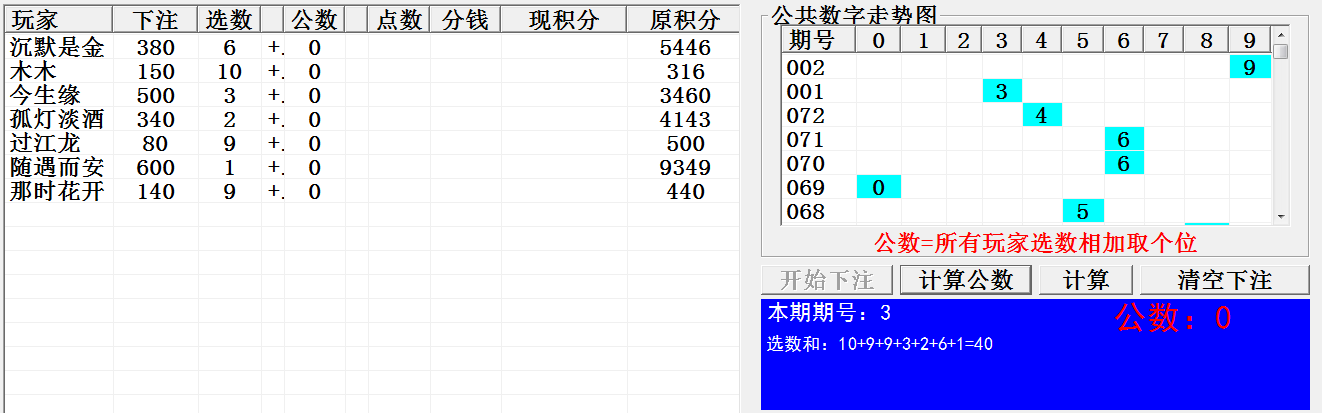 玩家 下注 选数 公数 点数 分钱 现积分 原积分
沉默是金 380 6 +. 0 5446
木木 150 10 +. 0 316
今生缘 500 3 +. 0 3460
孤灯淡酒 340 2 +. 0 4143
过江龙 80 9 +. 0 500
随遇而安 600 1 +. 0 9349
那时花开 140 9 +. 0 440
公共数字走势图
期号 0 1 2 3 4 5 6 7 8 9
002 9
001 3
072 4
071 6
070 6
069 0
068 5
公数=所有玩家选数相加取个位
开始下注 计算公数 计算 清空下注
本期期号：3 公数：0
选数和：10+9+9+3+2+6+1=40